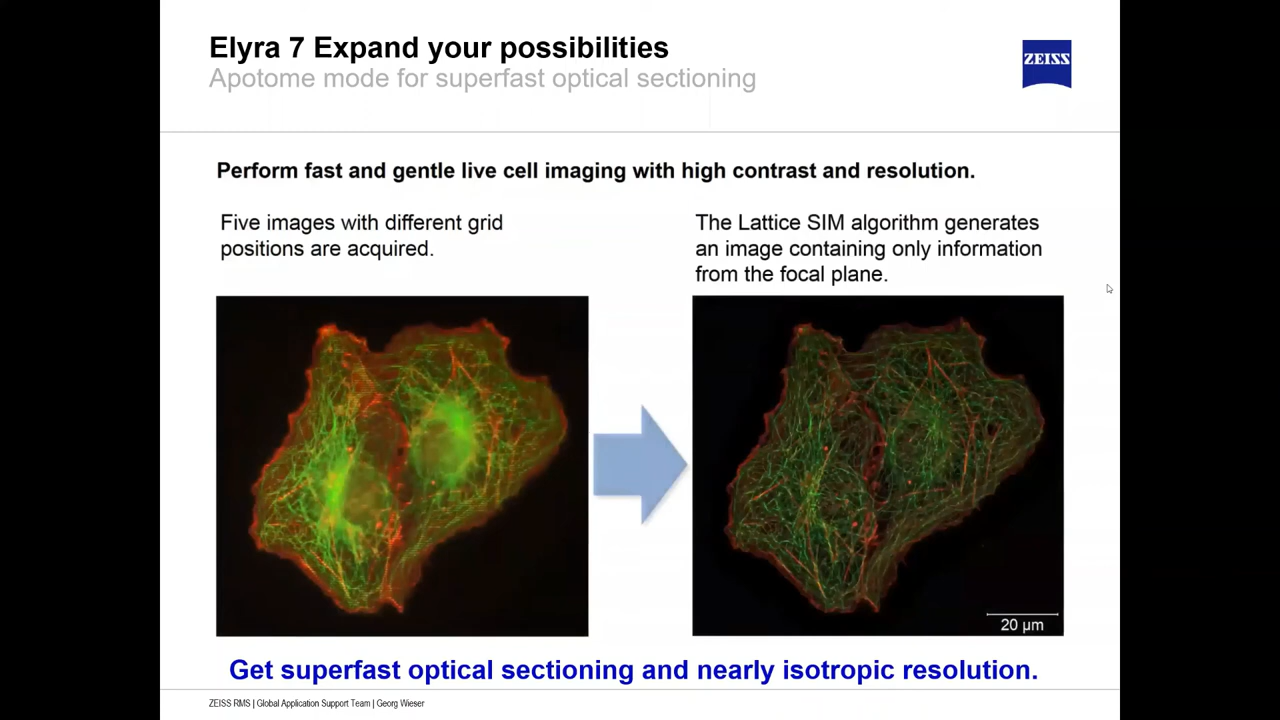 Elyra 7 Expand your possibilities
Apotome mode for superfast optical sectioning
ZEISS
Perform fast and gentle live cell imaging with high contrast and resolution.
Five images with different grid
positions are acquired.
The Lattice SIM algorithm generates
an image containing only information
from the focal plane.
20 µm
Get superfast optical sectioning and nearly isotropic resolution.
ZEISS RMS | Global Application Support Team | Georg Wieser